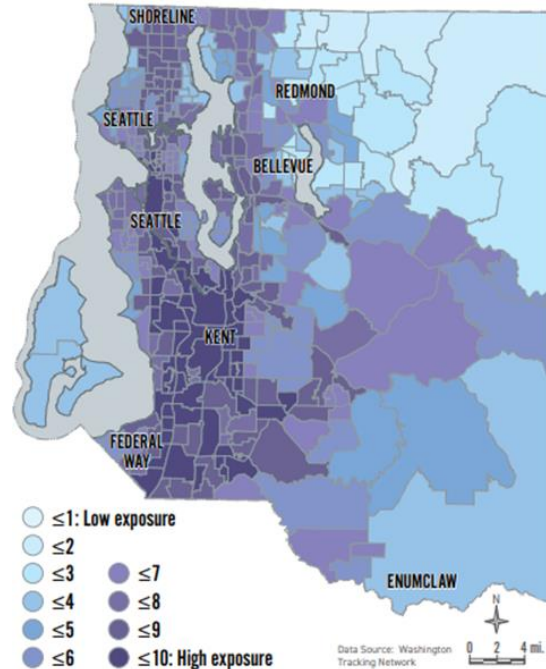 SHORELINE
REDMOND
SEATTLE
BELLEVUE
SEATTLE
KENT
FEDERAL
WAY
≤1: Low exposure
≤2
≤3
≤4
≤5
≤6
≤7
≤8
≤9
≤10: High exposure
ENUMCLAW
N
0 2 4 mi.
Data Source: Washington
Tracking Network